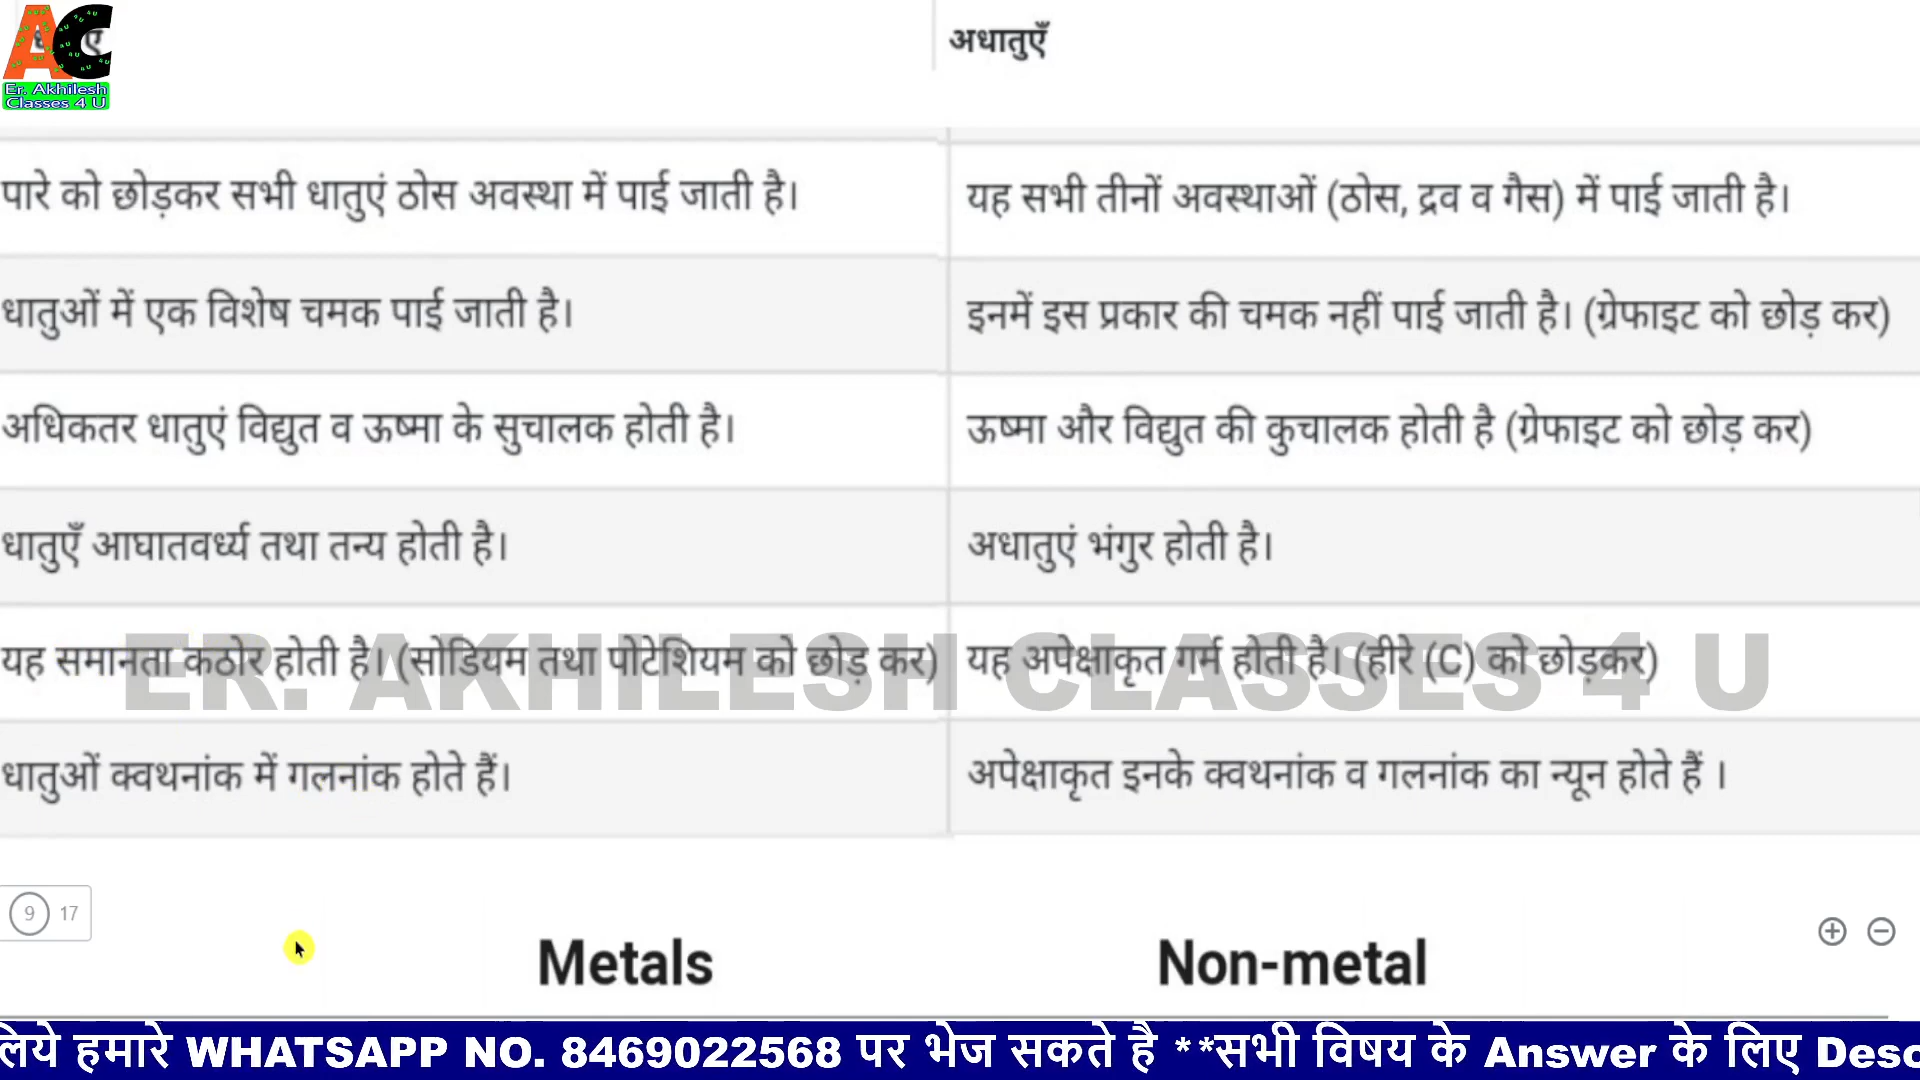 AC
Er. Akhilesh
Classes 4 U
अधातुएँ
पारे को छोड़कर सभी धातुएं ठोस अवस्था में पाई जाती है।
यह सभी तीनों अवस्थाओं (ठोस, द्रव व गैस) में पाई जाती है।
धातुओं में एक विशेष चमक पाई जाती है।
इनमें इस प्रकार की चमक नहीं पाई जाती है। (ग्रेफाइट को छोड़ कर)
अधिकतर धातुएं विद्युत व ऊष्मा के सुचालक होती है।
ऊष्मा और विद्युत की कुचालक होती है (ग्रेफाइट को छोड़ कर)
धातुएँ आघातवर्ध्य तथा तन्य होती है।
अधातुएं भंगुर होती है।
यह समानता कठोर होती है। (सोडियम तथा पोटेशियम को छोड़ कर)
यह अपेक्षाकृत गर्म होती है। (हीरे (C) को छोड़कर)
ER. AKHILESH CLASSES 4 U
धातुओं क्वथनांक में गलनांक होते हैं।
अपेक्षाकृत इनके क्वथनांक व गलनांक का न्यून होते हैं ।
9 17
Metals
Non-metal
लिये हमारे WHATSAPP NO. 8469022568 पर भेज सकते है **सभी विषय के Answer के लिए Desc